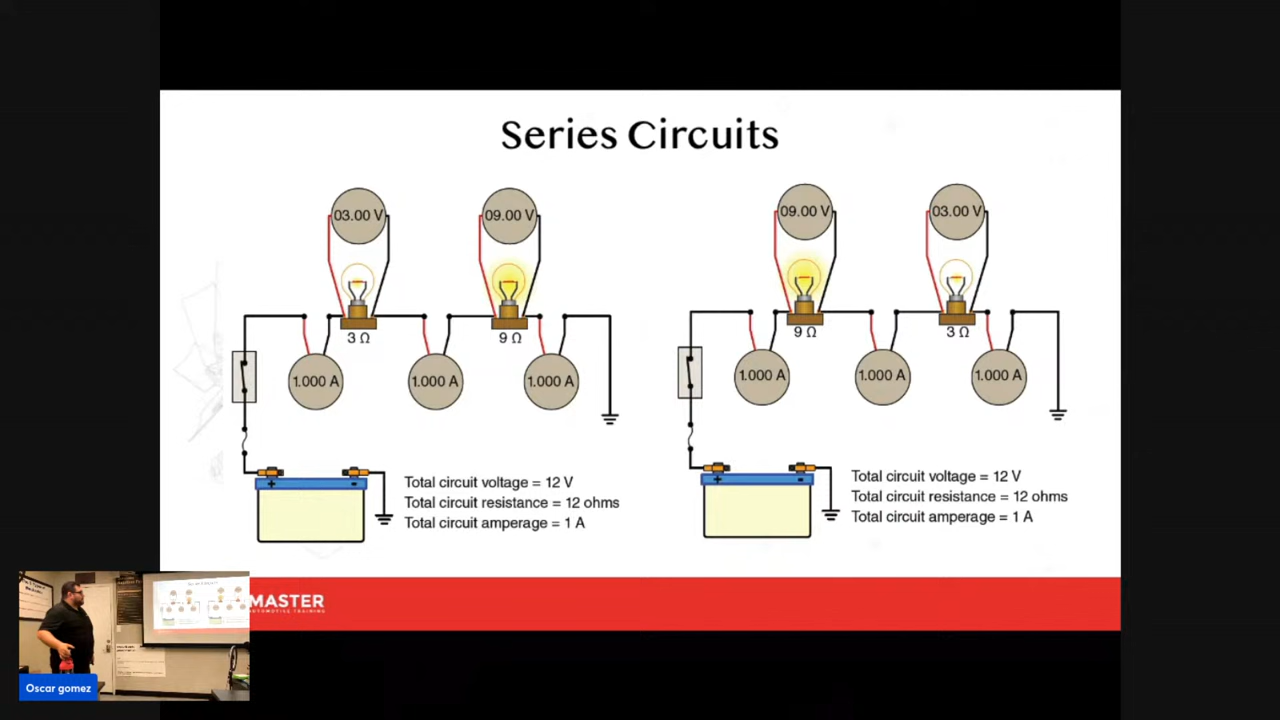 Series Circuits
03.00 V
09.00 V
09.00 V
03.00 V
3 Ω
9 Ω
9 Ω
3 Ω
1.000 A
1.000 A
1.000 A
1.000 A
1.000 A
1.000 A
+
-
Total circuit voltage = 12 V
Total circuit resistance = 12 ohms
Total circuit amperage = 1 A
+
-
Total circuit voltage = 12 V
Total circuit resistance = 12 ohms
Total circuit amperage = 1 A
MASTER
AUTOMOTIVE TRAINING
Series Circuits
Oscar gomez